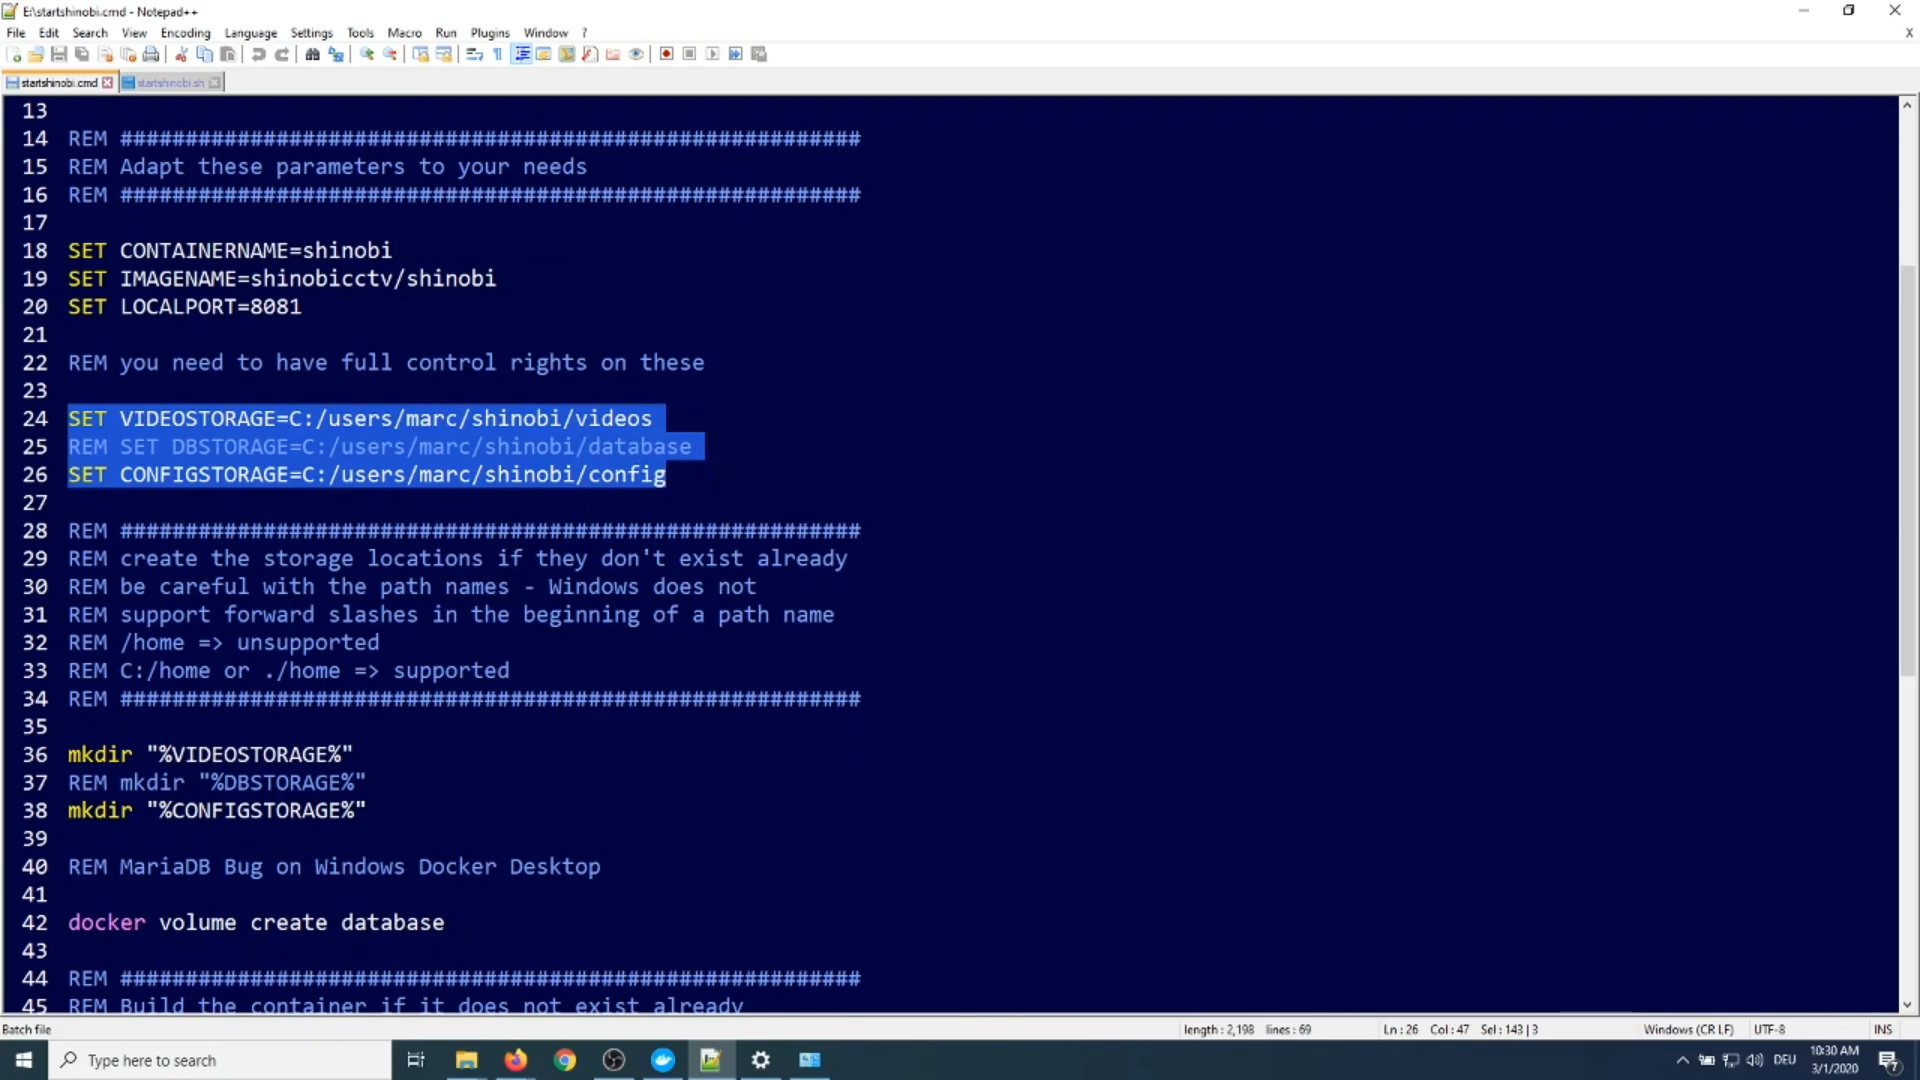 E:\startshinobi.cmd - Notepad++
File Edit Search View Encoding Language Settings Tools Macro Run Plugins Window ? X
startshinobi.cmd startshinobi.sh
13
14 REM #########################################################
15 REM Adapt these parameters to your needs
16 REM #########################################################
17
18 SET CONTAINERNAME=shinobi
19 SET IMAGENAME=shinobicctv/shinobi
20 SET LOCALPORT=8081
21
22 REM you need to have full control rights on these
23
24 SET VIDEOSTORAGE=C:/users/marc/shinobi/videos
25 REM SET DBSTORAGE=C:/users/marc/shinobi/database
26 SET CONFIGSTORAGE=C:/users/marc/shinobi/config
27
28 REM #########################################################
29 REM create the storage locations if they don't exist already
30 REM be careful with the path names - Windows does not
31 REM support forward slashes in the beginning of a path name
32 REM /home => unsupported
33 REM C:/home or ./home => supported
34 REM #########################################################
35
36 mkdir "%VIDEOSTORAGE%"
37 REM mkdir "%DBSTORAGE%"
38 mkdir "%CONFIGSTORAGE%"
39
40 REM MariaDB Bug on Windows Docker Desktop
41
42 docker volume create database
43
44 REM #########################################################
45 REM Build the container if it does not exist already
Batch file length : 2,198 lines : 69 Ln : 26 Col : 47 Sel : 143 | 3 Windows (CR LF) UTF-8 INS
Type here to search DEU 10:30 AM
3/1/2020